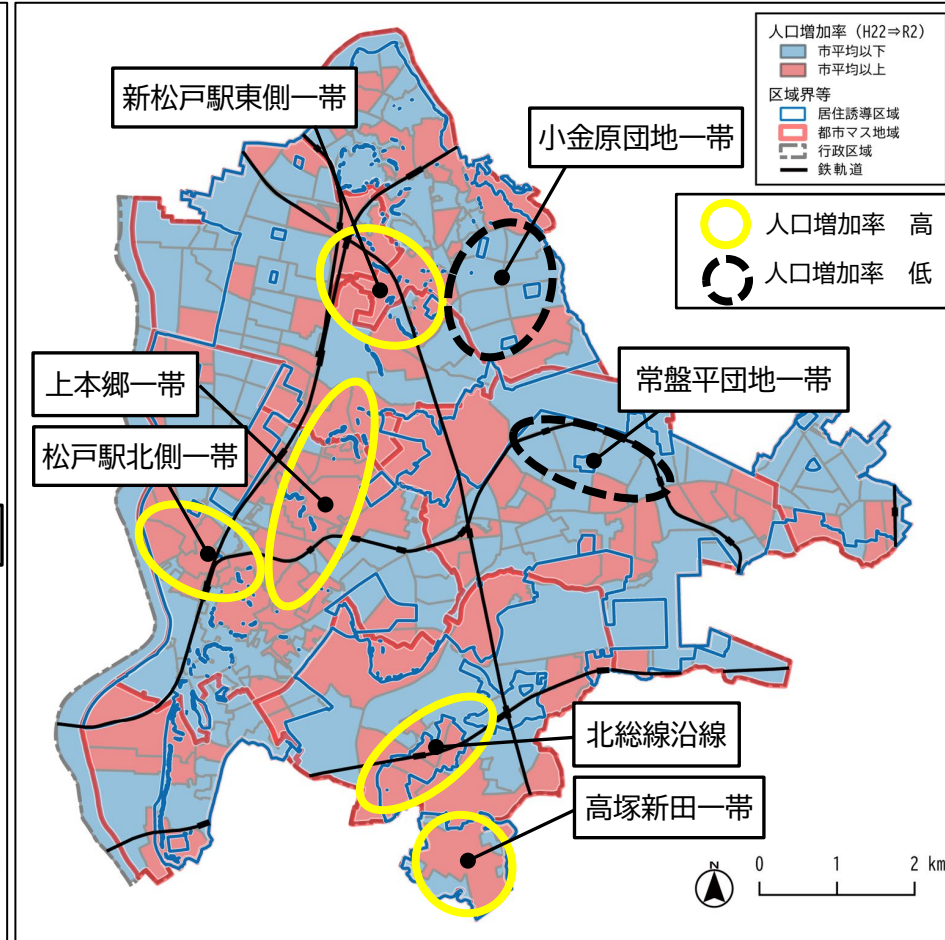 人口増加率（H22⇒R2）
市平均以下
市平均以上
区域界等
居住誘導区域
都市マス地域
行政区域
鉄軌道
人口増加率　高
人口増加率　低
新松戸駅東側一帯
小金原団地一帯
上本郷一帯
常盤平団地一帯
松戸駅北側一帯
北総線沿線
高塚新田一帯
N
0 1 2 km